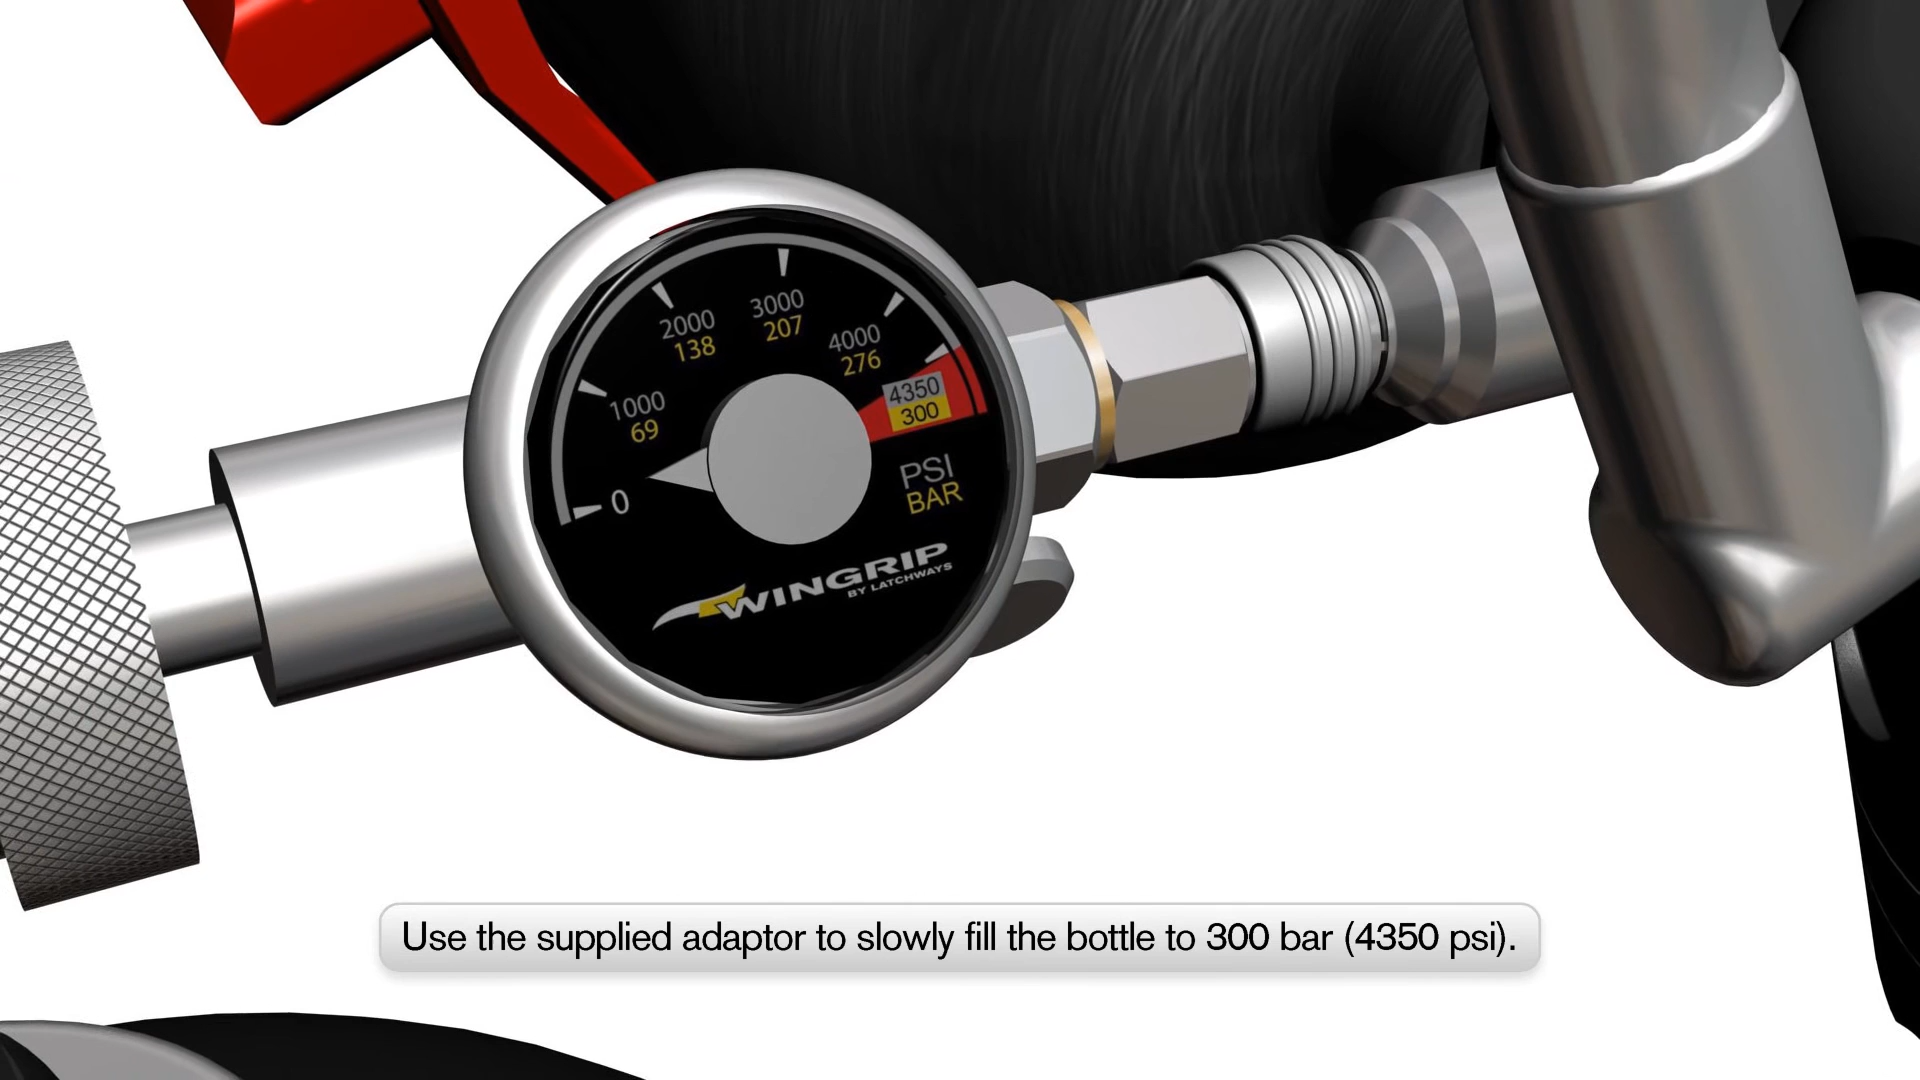 0
1000
69
2000
138
3000
207
4000
276
4350
300
PSI
BAR
WINGRIP
BY LATCHWAYS
Use the supplied adaptor to slowly fill the bottle to 300 bar (4350 psi).